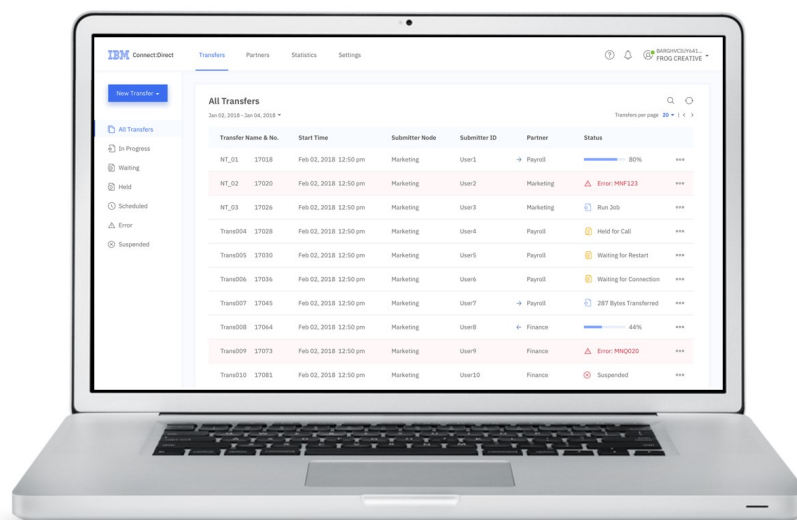 IBM Connect:Direct Transfers Partners Statistics Settings
BARGHVCIUY641...
FROG CREATIVE
New Transfer
All Transfers
In Progress
Waiting
Held
Scheduled
Error
Suspended
All Transfers
Jan 02, 2018 - Jan 04, 2018
Transfers per page 20 | < >
Transfer Name & No. Start Time Submitter Node Submitter ID Partner Status
NT_01 17018 Feb 02, 2018 12:50 pm Marketing User1 → Payroll 80%
NT_02 17020 Feb 02, 2018 12:50 pm Marketing User2 Marketing Error: MNF123
NT_03 17026 Feb 02, 2018 12:50 pm Marketing User3 Marketing Run Job
Trans004 17028 Feb 02, 2018 12:50 pm Marketing User4 Payroll Held for Call
Trans005 17030 Feb 02, 2018 12:50 pm Marketing User5 Payroll Waiting for Restart
Trans006 17036 Feb 02, 2018 12:50 pm Marketing User6 Payroll Waiting for Connection
Trans007 17045 Feb 02, 2018 12:50 pm Marketing User7 → Payroll 287 Bytes Transferred
Trans008 17064 Feb 02, 2018 12:50 pm Marketing User8 ← Finance 44%
Trans009 17073 Feb 02, 2018 12:50 pm Marketing User9 Finance Error: MNQ020
Trans010 17081 Feb 02, 2018 12:50 pm Marketing User10 Finance Suspended